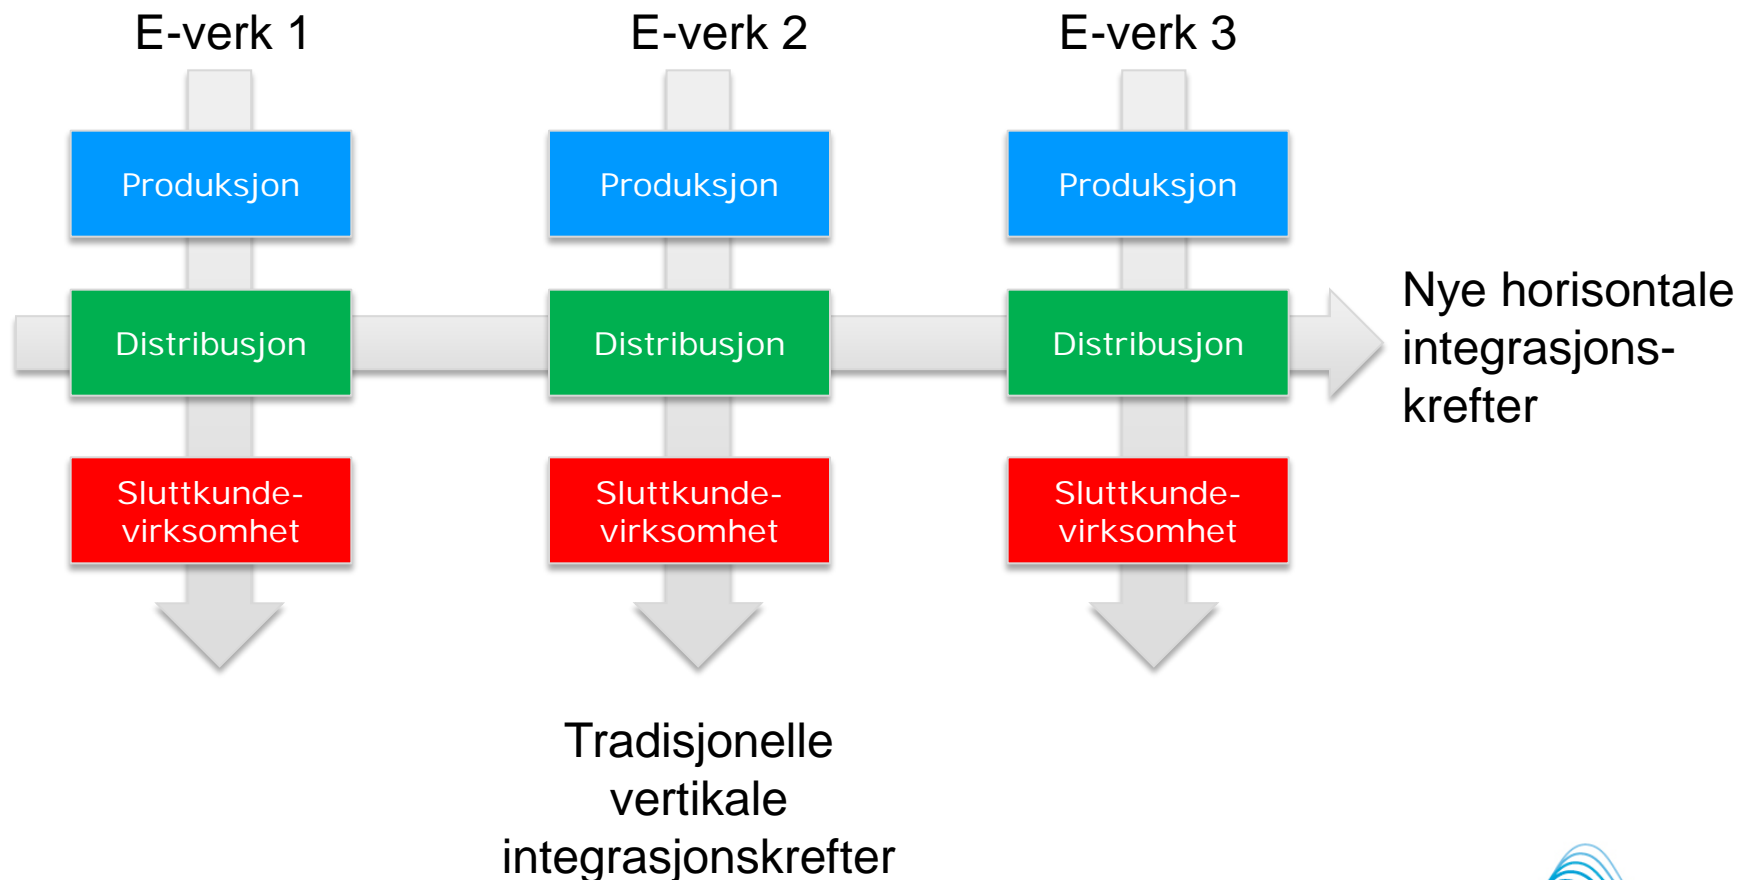 E-verk 1
E-verk 2
E-verk 3
Produksjon
Produksjon
Produksjon
Distribusjon
Distribusjon
Distribusjon
Nye horisontale
integrasjons-
krefter
Sluttkunde-
virksomhet
Sluttkunde-
virksomhet
Sluttkunde-
virksomhet
Tradisjonelle
vertikale
integrasjonskrefter